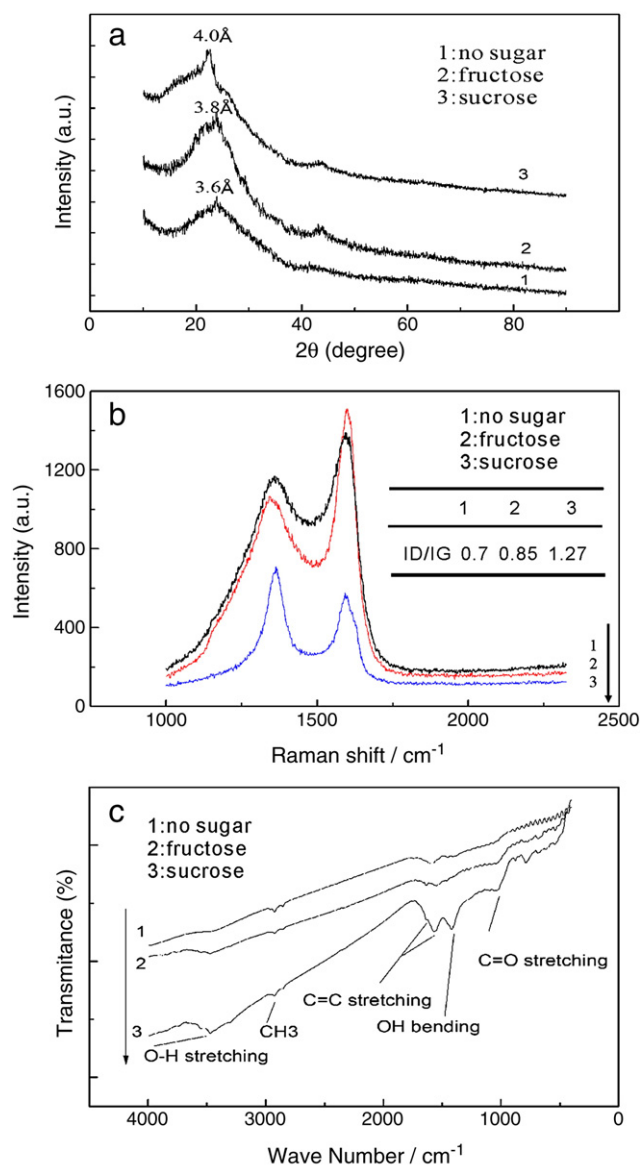 a
4.0Å
3.8Å
3.6Å
1:no sugar
2:fructose
3:sucrose
3
2
1
Intensity (a.u.)
0 20 40 60 80
2θ (degree)
b
1600
1200
800
400
0
Intensity (a.u.)
1:no sugar
2:fructose
3:sucrose
1 2 3
ID/IG 0.7 0.85 1.27
1
2
3
1000 1500 2000 2500
Raman shift / cm-1
c
1:no sugar
2:fructose
3:sucrose
Transmitance (%)
1
2
3
O-H stretching
CH3
C=C stretching
OH bending
C=O stretching
4000 3000 2000 1000 0
Wave Number / cm-1